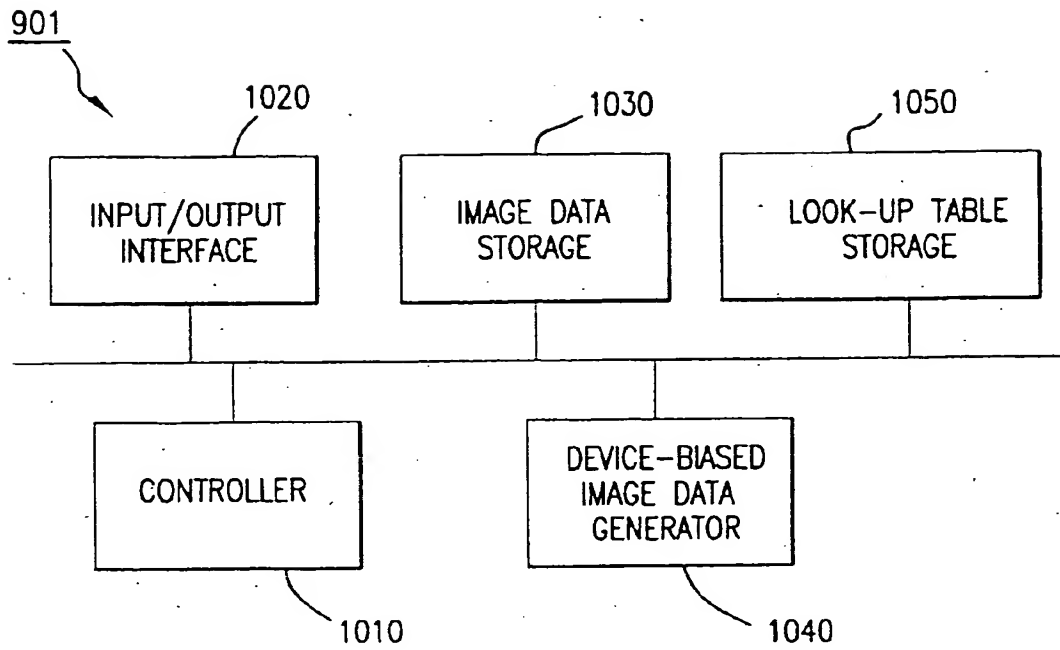 901
1020
1030
1050
INPUT/OUTPUT
INTERFACE
IMAGE DATA
STORAGE
LOOK-UP TABLE
STORAGE
CONTROLLER
DEVICE-BIASED
IMAGE DATA
GENERATOR
1010
1040